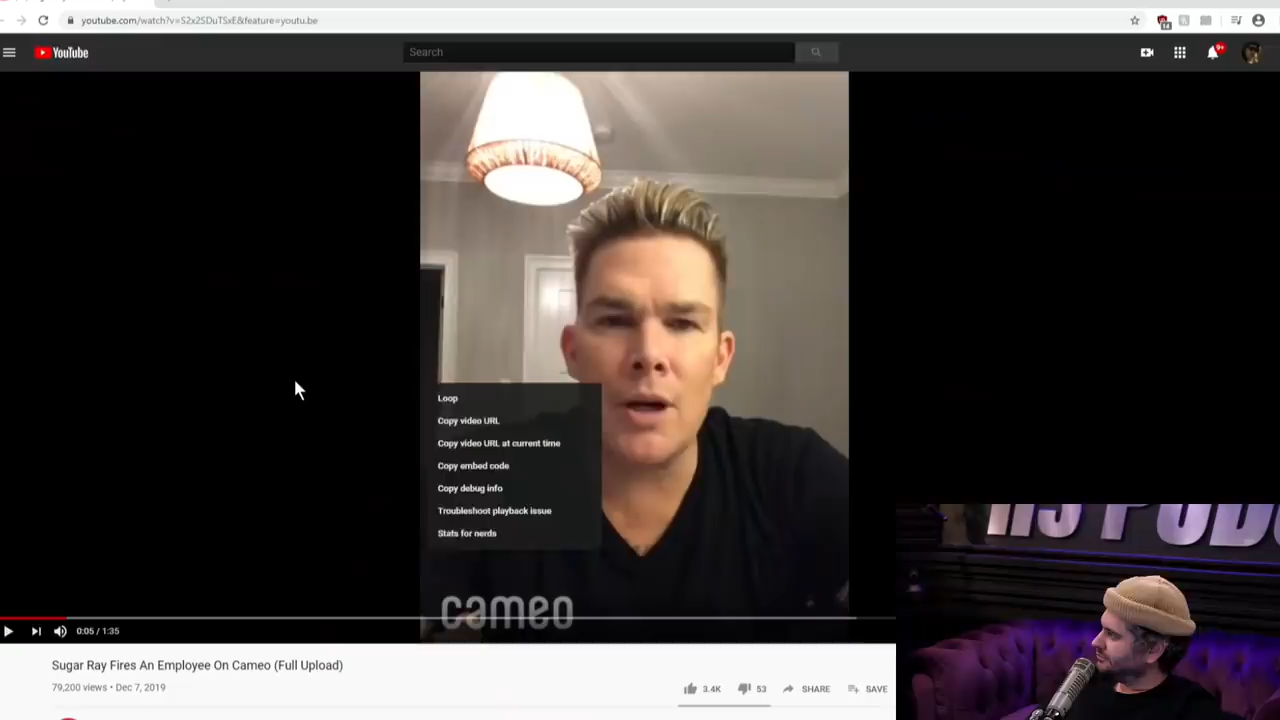 youtube.com/watch?v=S2x2SDuTSxE&feature=youtu.be
14
YouTube
Search
9+
Loop
Copy video URL
Copy video URL at current time
Copy embed code
Copy debug info
Troubleshoot playback issue
Stats for nerds
cameo
0:05 / 1:35
Sugar Ray Fires An Employee On Cameo (Full Upload)
79,200 views • Dec 7, 2019
3.4K
53
SHARE
SAVE